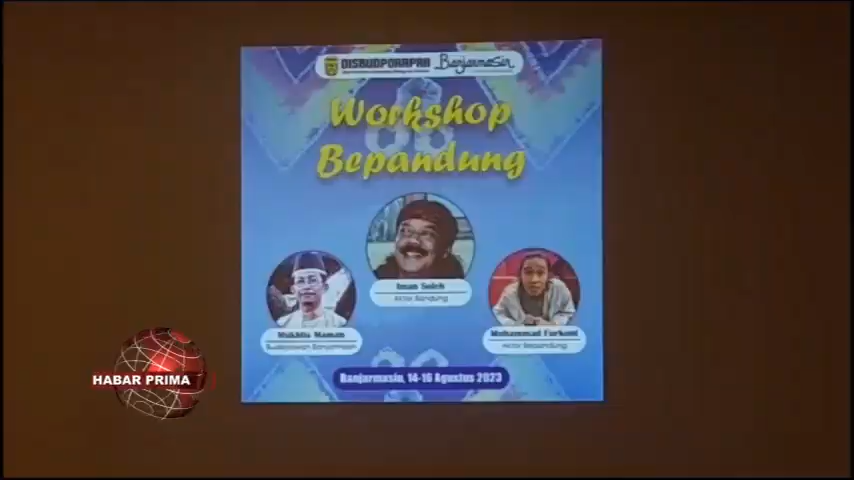 DISBUDPORAPAR
Banjarmasin
Workshop
Bepandung
Iman Soleh
Aktor Bandung
Mukhlis Maman
Budayawan Banjarmasin
Muhammad Furkoni
Aktor Bepandung
Banjarmasin, 14-16 Agustus 2023
HABAR PRIMA